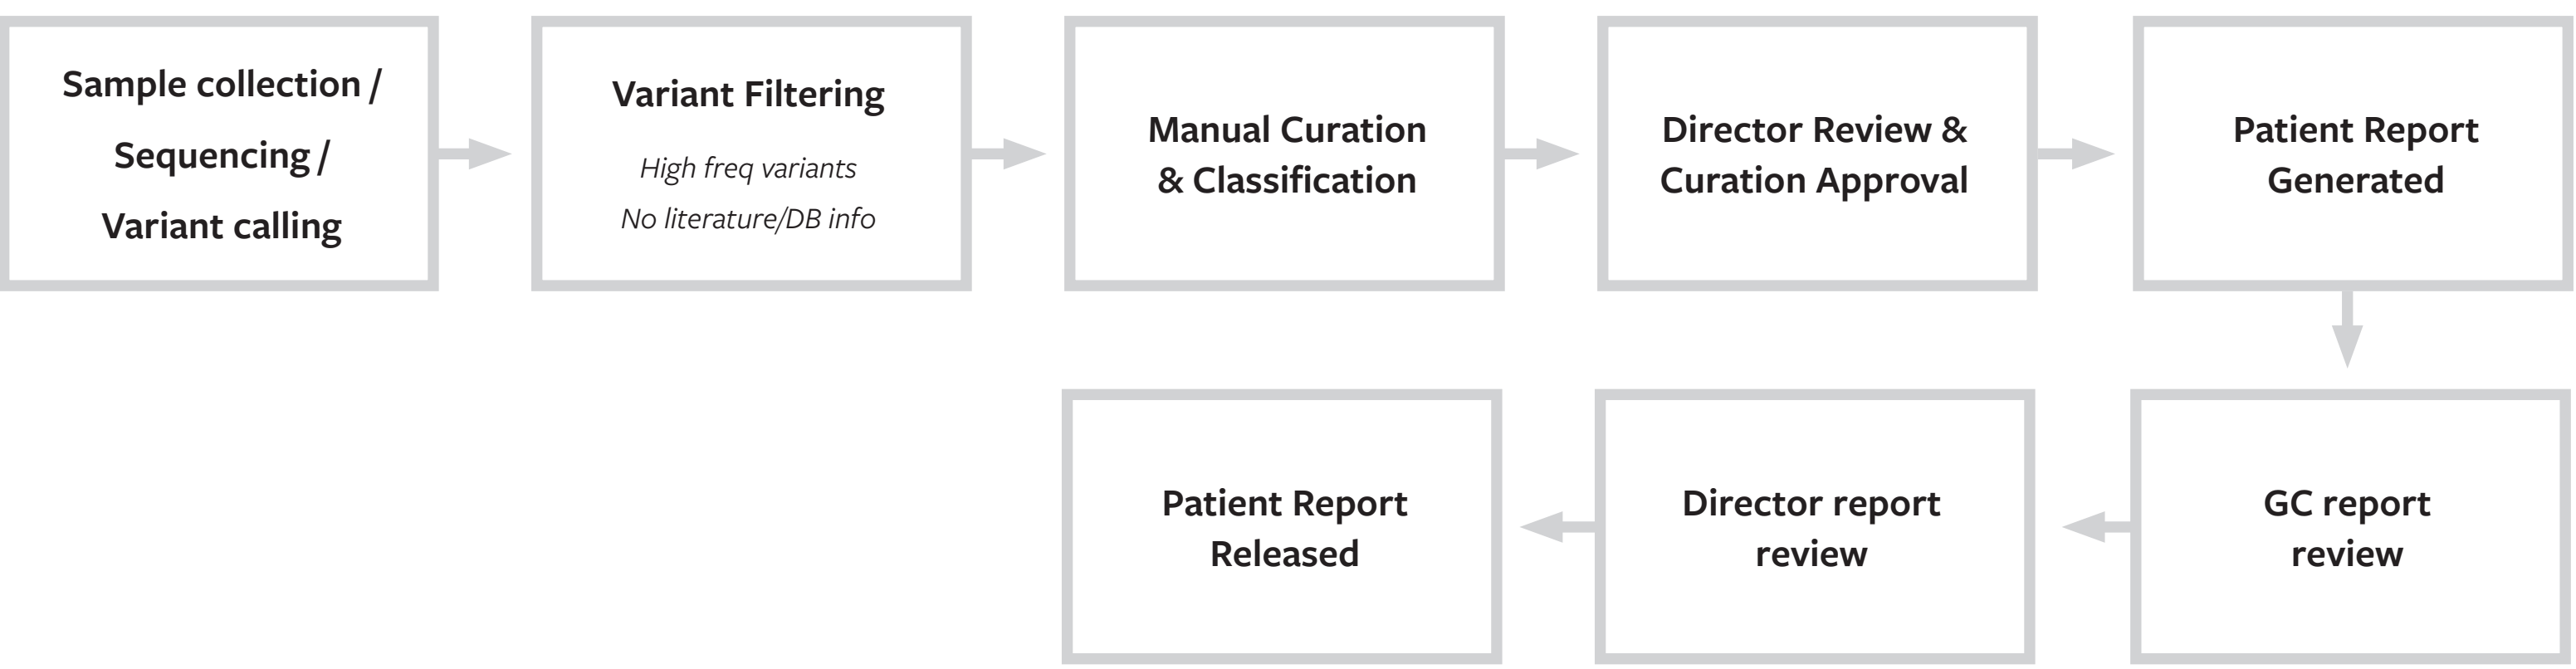 Sample collection /
Sequencing /
Variant calling
Variant Filtering
High freq variants
No literature/DB info
Manual Curation
& Classification
Director Review &
Curation Approval
Patient Report
Generated
GC report
review
Director report
review
Patient Report
Released